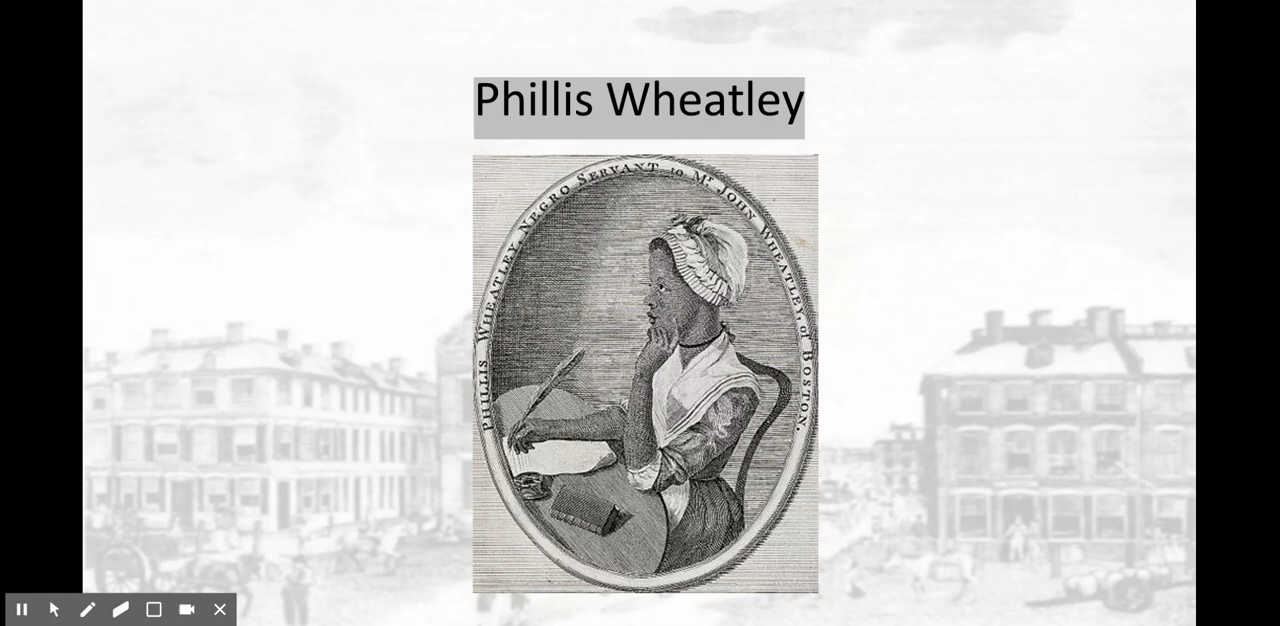 Phillis Wheatley
PHILLIS WHEATLEY, NEGRO SERVANT to Mr. JOHN WHEATLEY, of BOSTON.